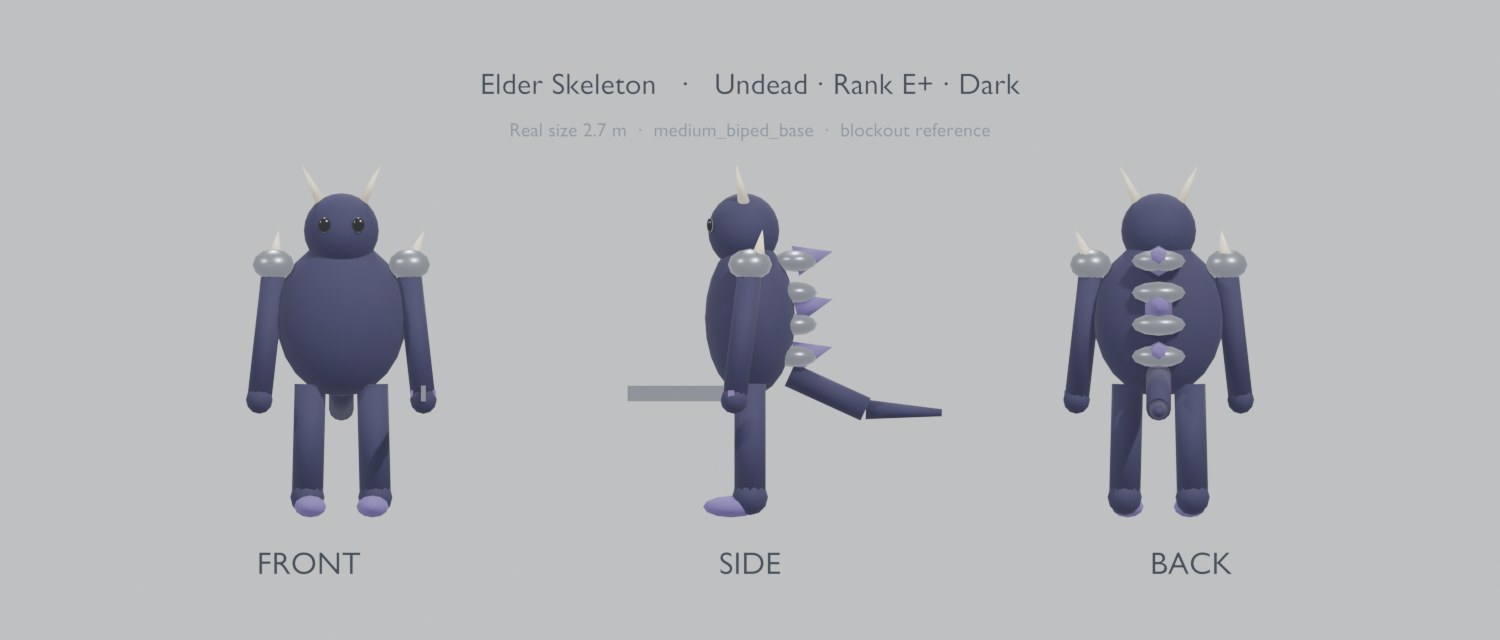 Elder Skeleton · Undead · Rank E+ · Dark
Real size 2.7 m · medium_biped_base · blockout reference
FRONT SIDE BACK